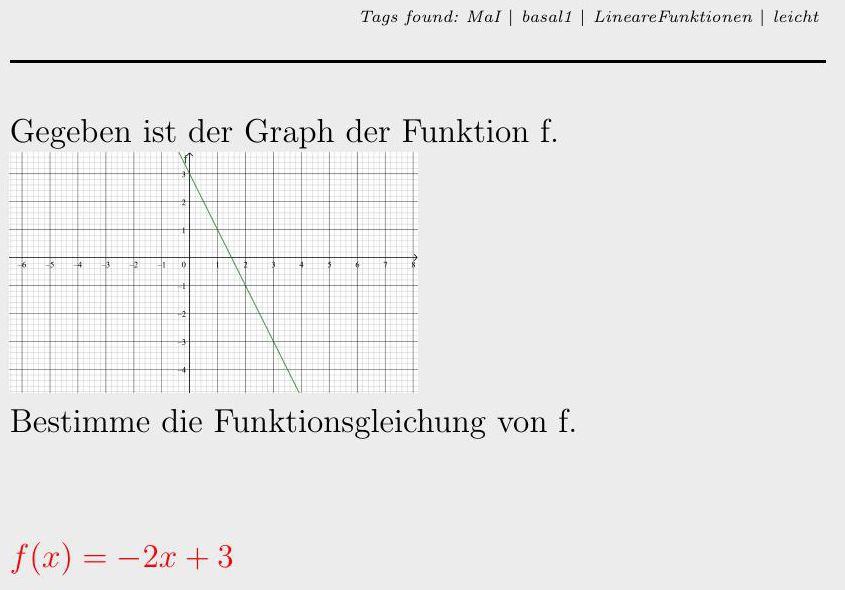 Tags found: MaI | basal1 | LineareFunktionen | leicht
Gegeben ist der Graph der Funktion f.
f
3
2
1
-6 -5 -4 -3 -2 -1 0 1 2 3 4 5 6 7 8
-1
-2
-3
-4
Bestimme die Funktionsgleichung von f.
f(x) = −2x + 3